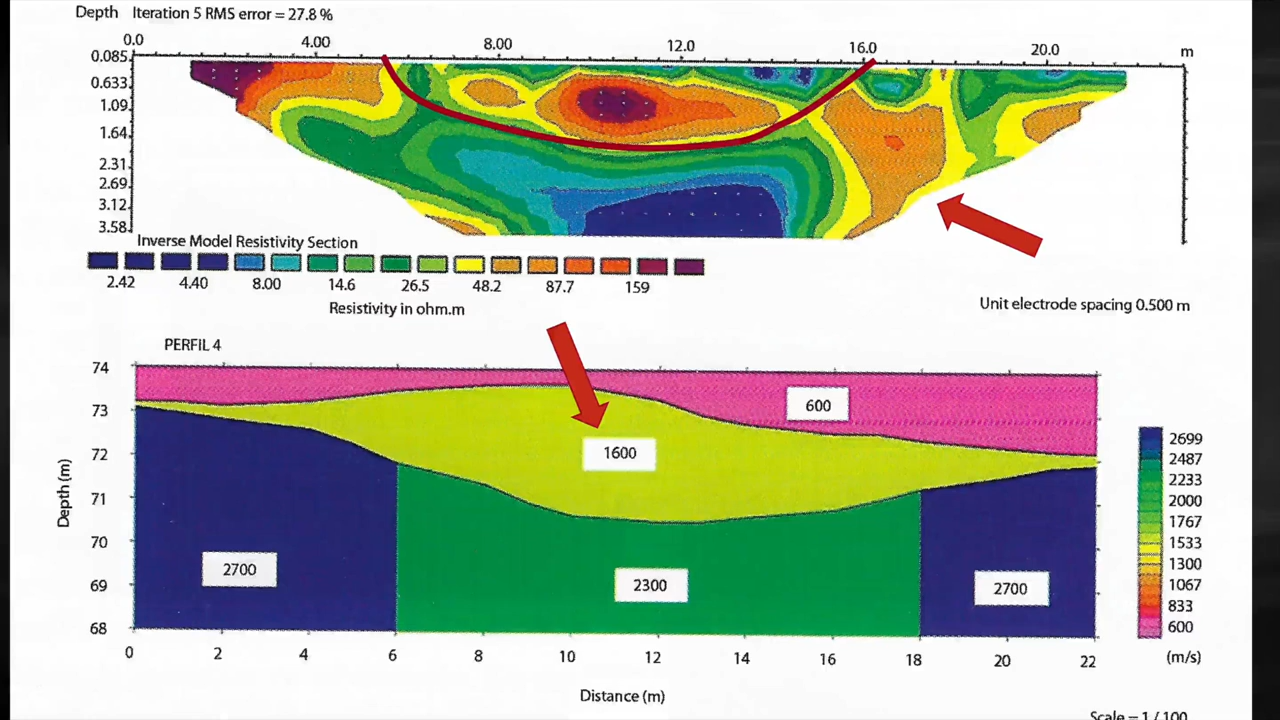 Depth Iteration 5 RMS error = 27.8 %
0.0 4.00 8.00 12.0 16.0 20.0 m
0.085
0.633
1.09
1.64
2.31
2.69
3.12
3.58
Inverse Model Resistivity Section
2.42 4.40 8.00 14.6 26.5 48.2 87.7 159
Resistivity in ohm.m
Unit electrode spacing 0.500 m
PERFIL 4
74
73
72
71
70
69
68
Depth (m)
600
1600
2700
2300
2700
0 2 4 6 8 10 12 14 16 18 20 22
Distance (m)
2699
2487
2233
2000
1767
1533
1300
1067
833
600
(m/s)
Scale = 1 / 100